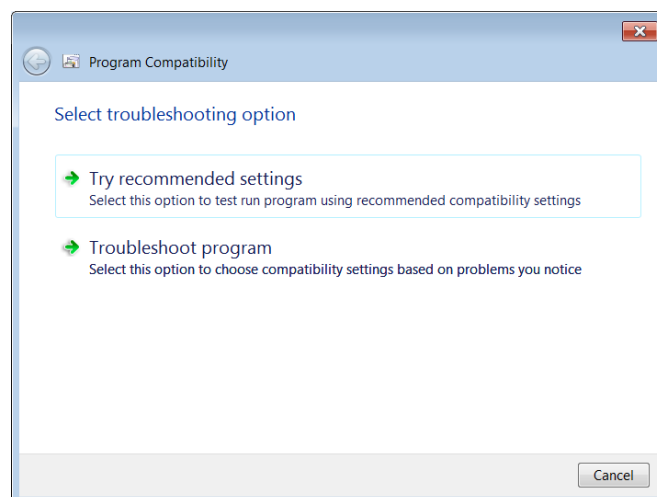 Program Compatibility
Select troubleshooting option
Try recommended settings
Select this option to test run program using recommended compatibility settings
Troubleshoot program
Select this option to choose compatibility settings based on problems you notice
Cancel